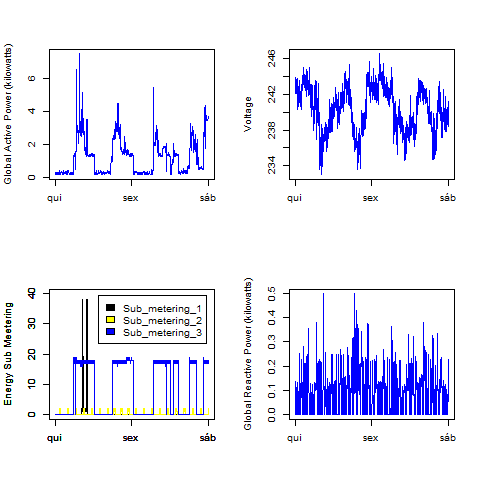 Global Active Power (kilowatts)
0 2 4 6
qui sex sáb
Voltage
234 238 242 246
qui sex sáb
Energy Sub Meetering
0 10 20 30 40
Sub_metering_1
Sub_metering_2
Sub_metering_3
qui sex sáb
Global Reactive Power (kilowatts)
0.0 0.1 0.2 0.3 0.4 0.5
qui sex sáb